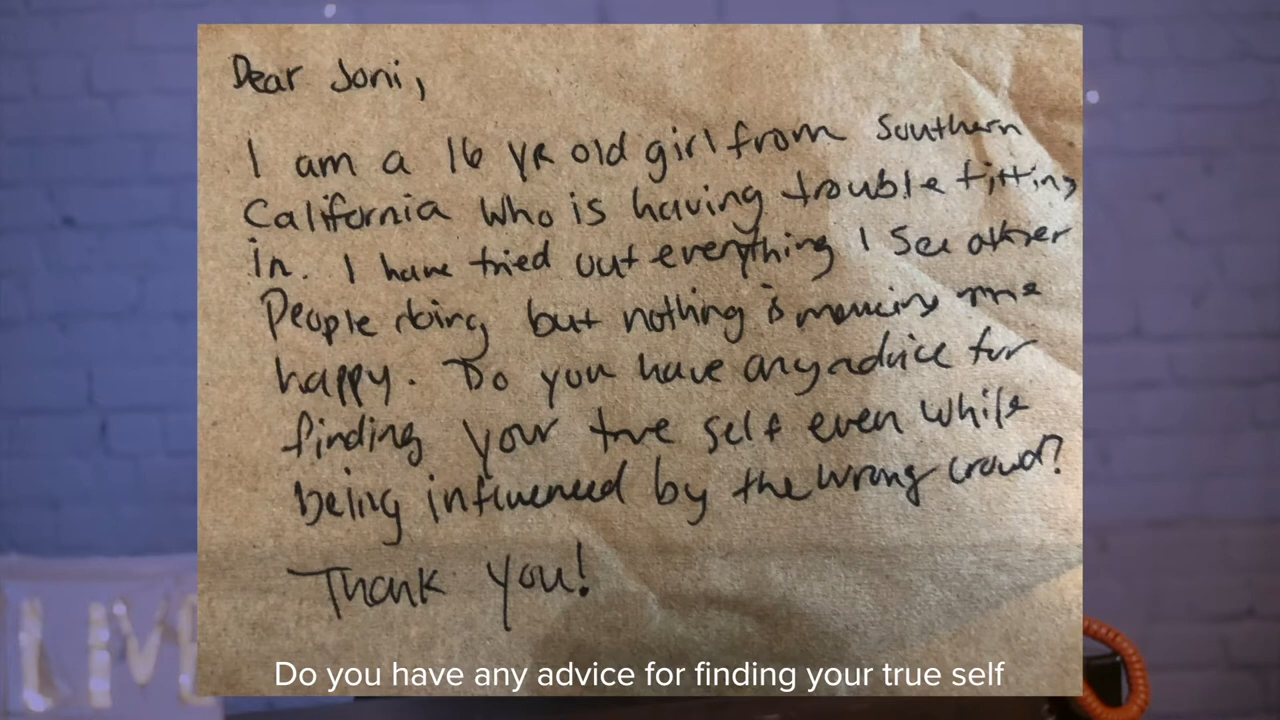 Dear Joni,
I am a 16 yr old girl from Southern
California who is having trouble fitting
in. I have tried out everything I see other
People doing but nothing is making me
happy. Do you have any advice for
finding your true self even while
being influenced by the wrong crowd?
Thank you!
Do you have any advice for finding your true self
LIVE